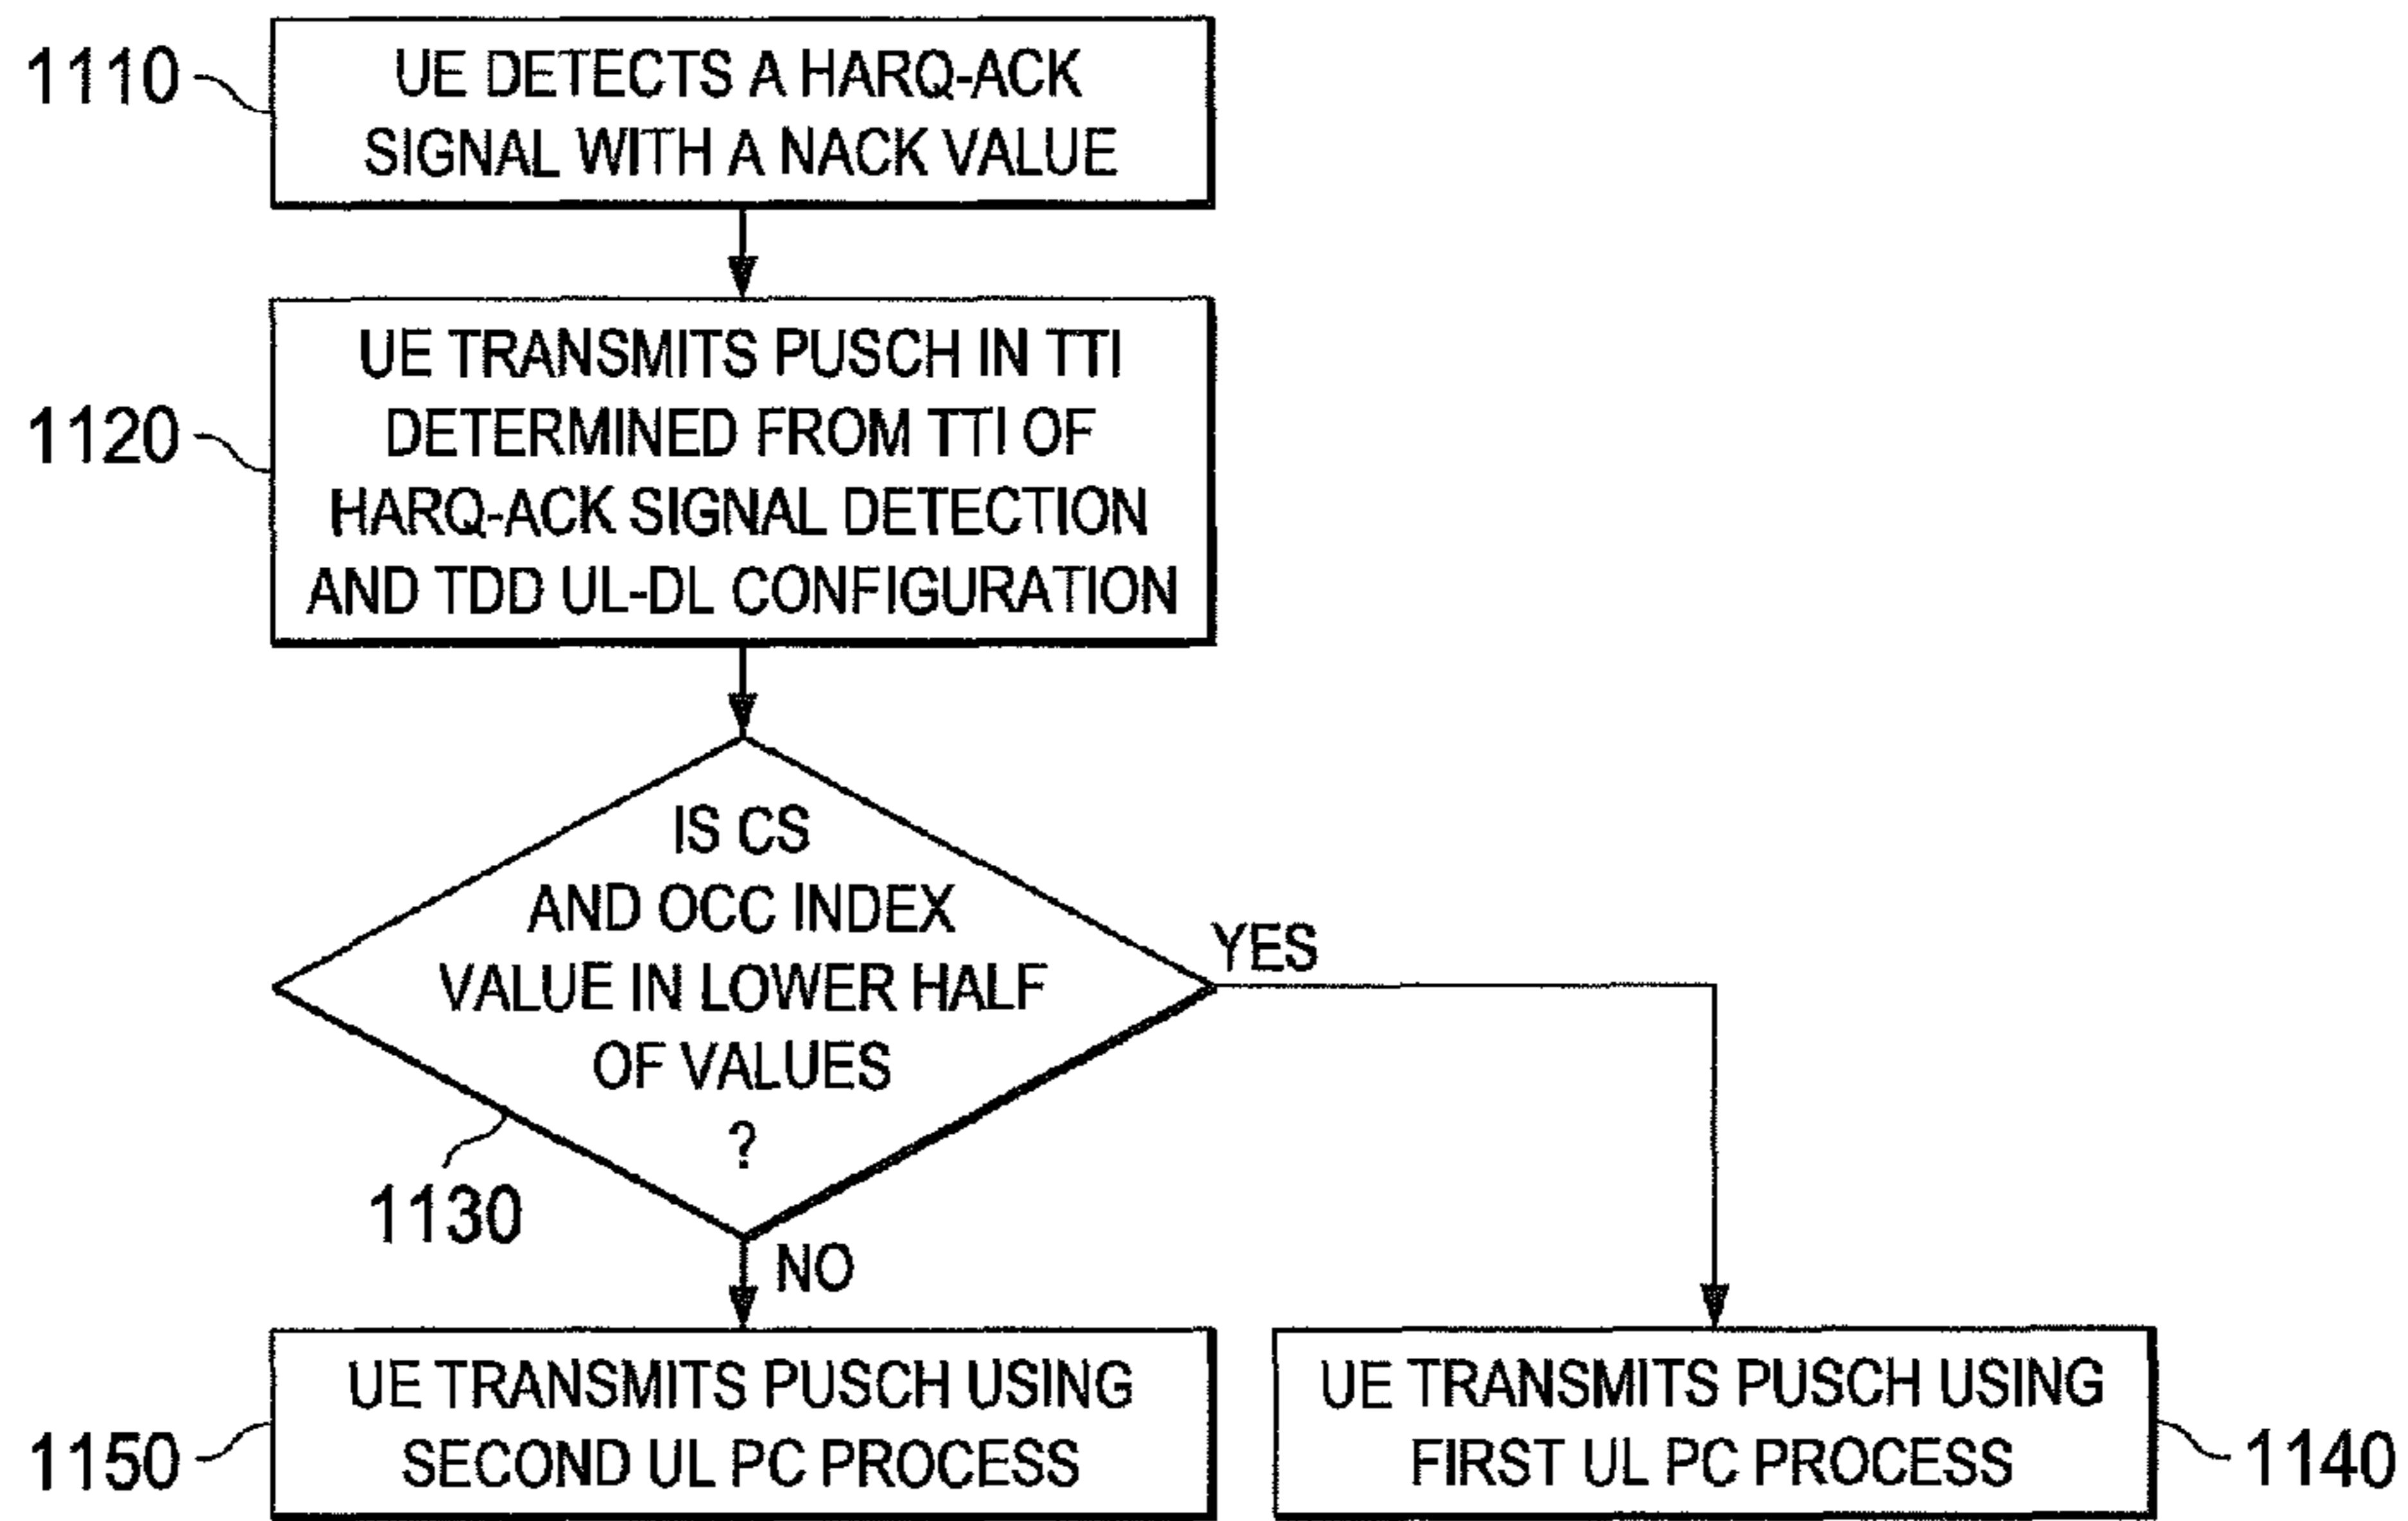 1110
UE DETECTS A HARQ-ACK
SIGNAL WITH A NACK VALUE
1120
UE TRANSMITS PUSCH IN TTI
DETERMINED FROM TTI OF
HARQ-ACK SIGNAL DETECTION
AND TDD UL-DL CONFIGURATION
IS CS
AND OCC INDEX
VALUE IN LOWER HALF
OF VALUES
?
YES
1130
NO
1150
UE TRANSMITS PUSCH USING
SECOND UL PC PROCESS
UE TRANSMITS PUSCH USING
FIRST UL PC PROCESS
1140